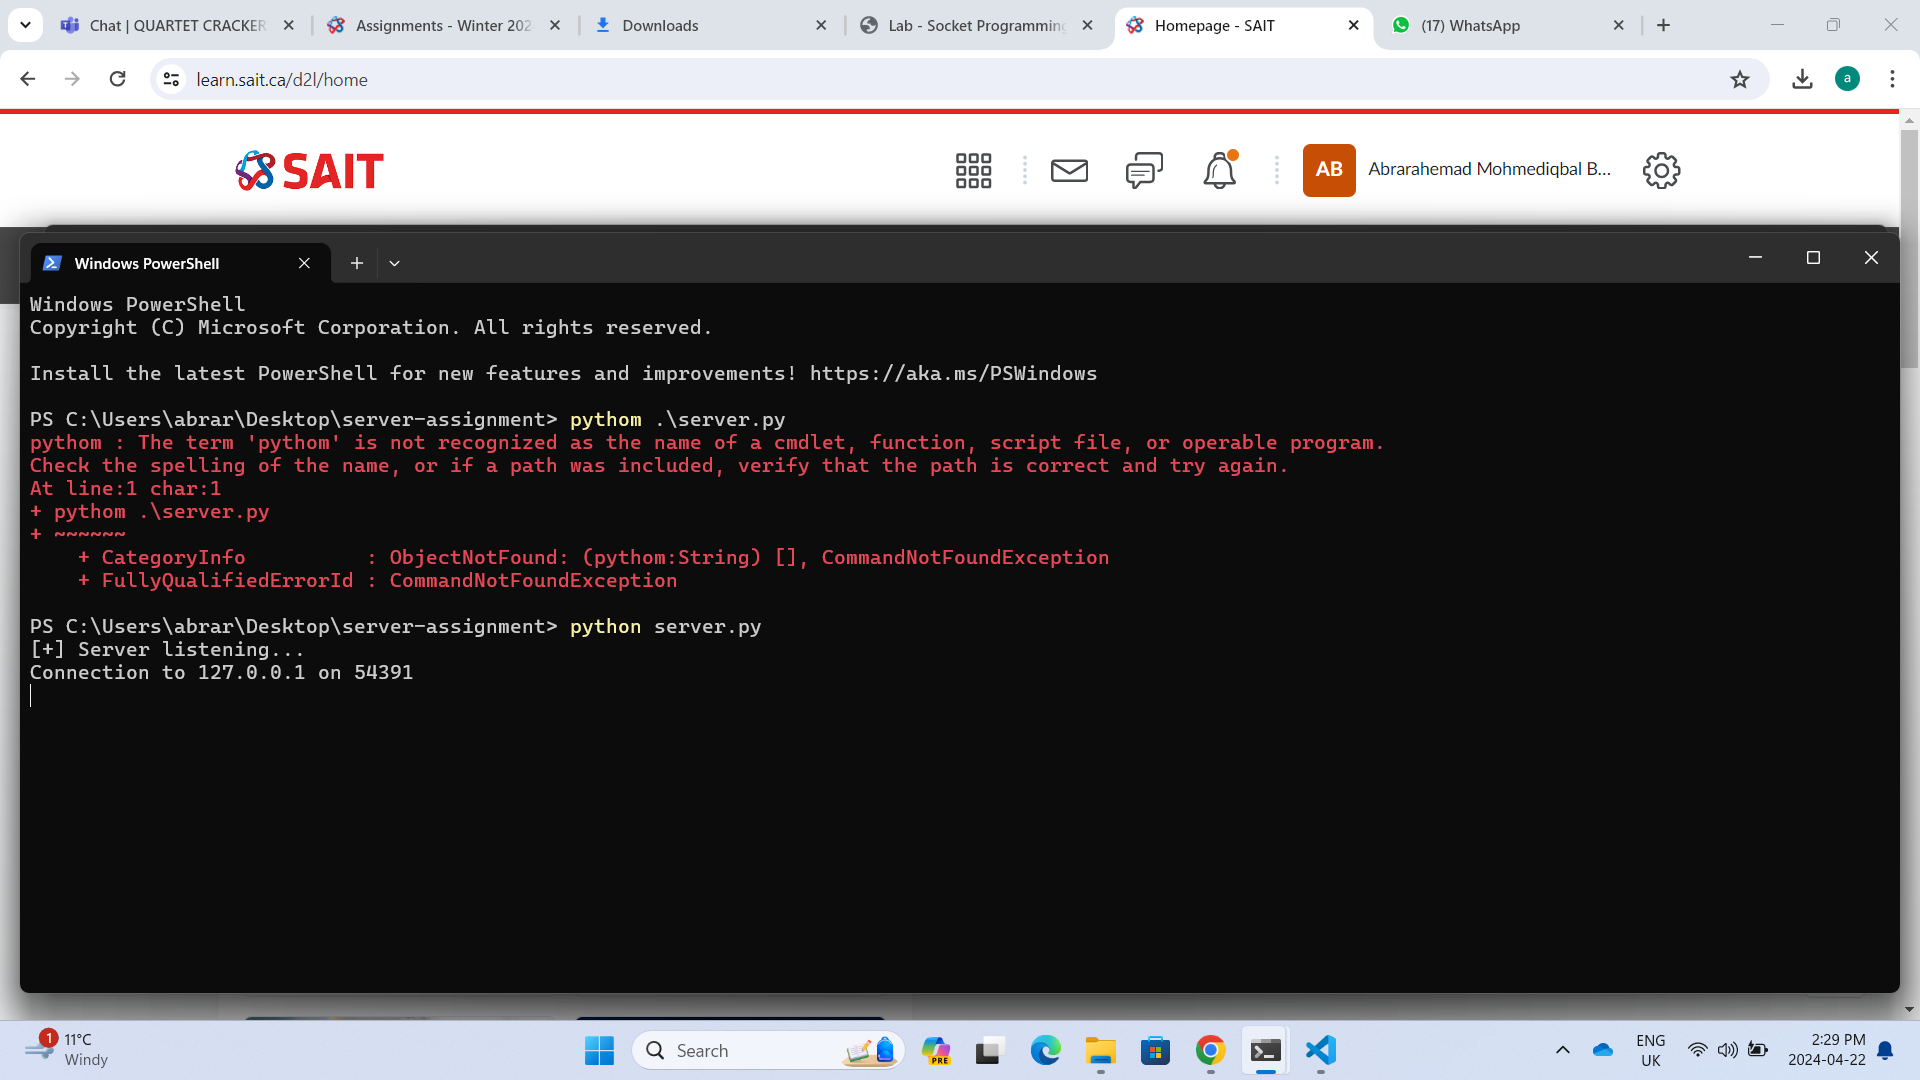 Chat | QUARTET CRACKER
Assignments - Winter 202
Downloads
Lab - Socket Programming
Homepage - SAIT
(17) WhatsApp
learn.sait.ca/d2l/home
a
SAIT
AB
Abrarahemad Mohmediqbal B...
Windows PowerShell
Windows PowerShell
Copyright (C) Microsoft Corporation. All rights reserved.
Install the latest PowerShell for new features and improvements! https://aka.ms/PSWindows
PS C:\Users\abrar\Desktop\server-assignment> pythom .\server.py
pythom : The term 'pythom' is not recognized as the name of a cmdlet, function, script file, or operable program.
Check the spelling of the name, or if a path was included, verify that the path is correct and try again.
At line:1 char:1
+ pythom .\server.py
+ ~~~~~~
    + CategoryInfo          : ObjectNotFound: (pythom:String) [], CommandNotFoundException
    + FullyQualifiedErrorId : CommandNotFoundException
PS C:\Users\abrar\Desktop\server-assignment> python server.py
[+] Server listening...
Connection to 127.0.0.1 on 54391
1
11°C
Windy
Search
PRE
ENG
UK
2:29 PM
2024-04-22